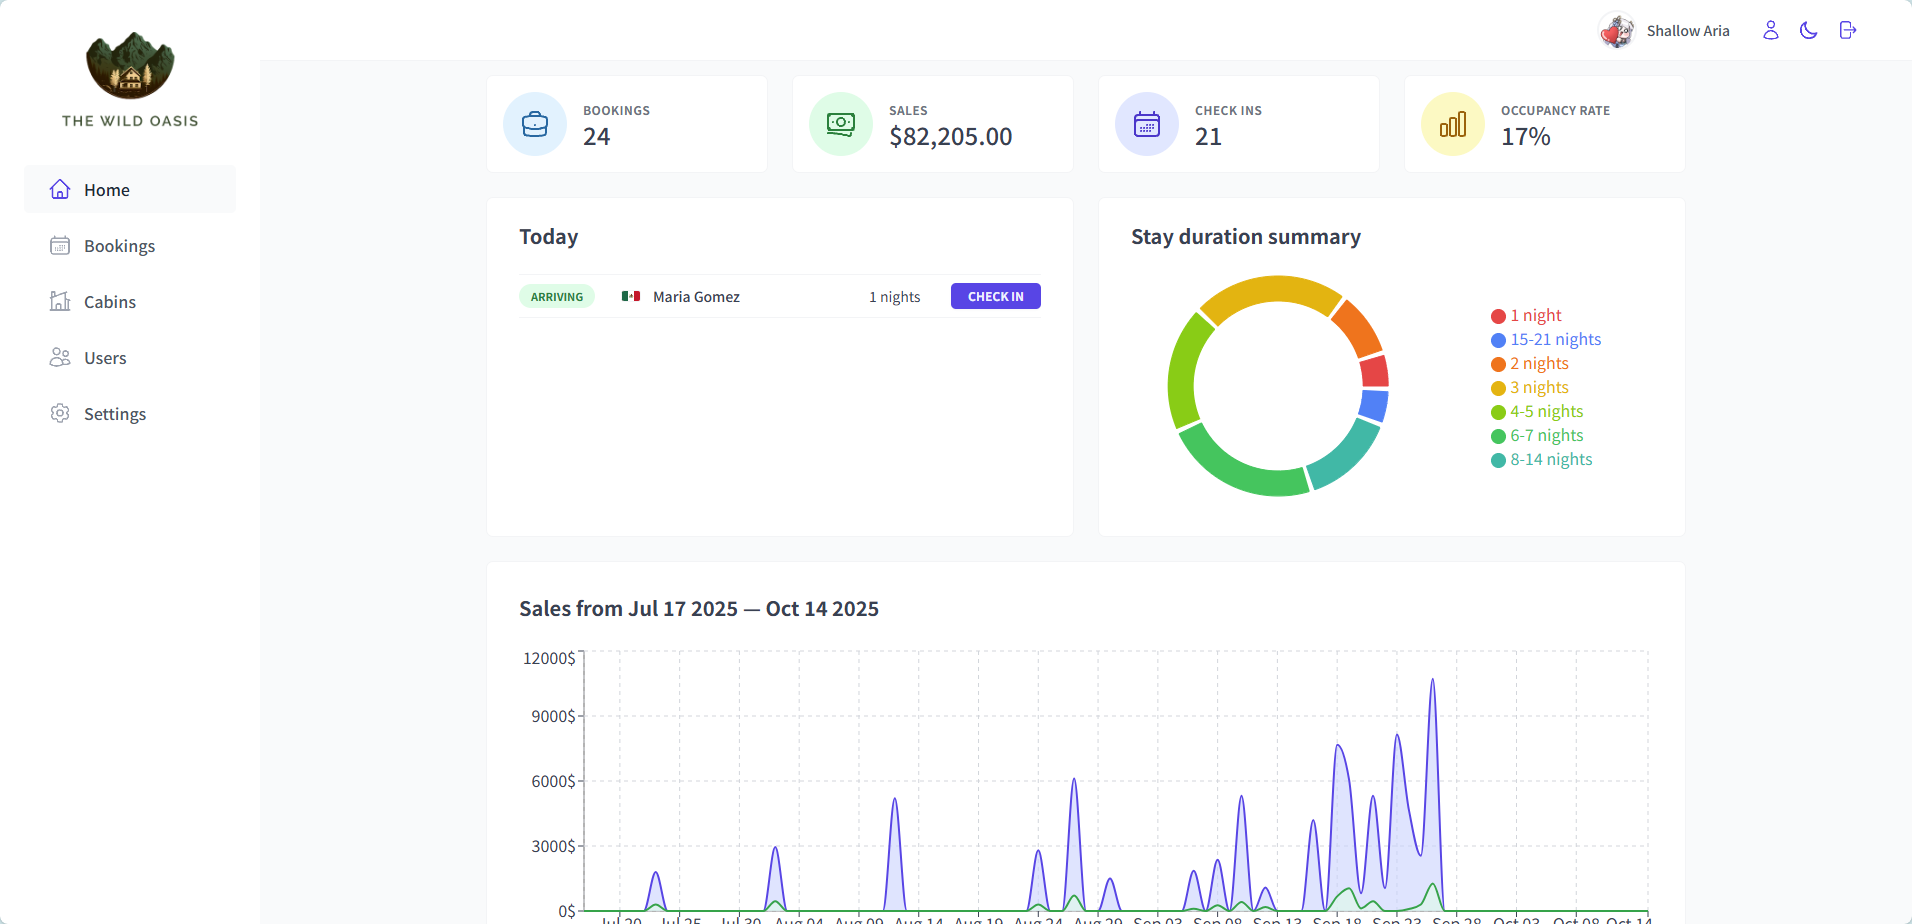 THE WILD OASIS
Home
Bookings
Cabins
Users
Settings
Shallow Aria
BOOKINGS
24
SALES
$82,205.00
CHECK INS
21
OCCUPANCY RATE
17%
Today
ARRIVING Maria Gomez 1 nights CHECK IN
Stay duration summary
1 night
15-21 nights
2 nights
3 nights
4-5 nights
6-7 nights
8-14 nights
Sales from Jul 17 2025 — Oct 14 2025
12000$
9000$
6000$
3000$
0$
Jul 20 Jul 25 Jul 30 Aug 04 Aug 09 Aug 14 Aug 19 Aug 24 Aug 29 Sep 03 Sep 08 Sep 13 Sep 18 Sep 23 Sep 28 Oct 03 Oct 08 Oct 14